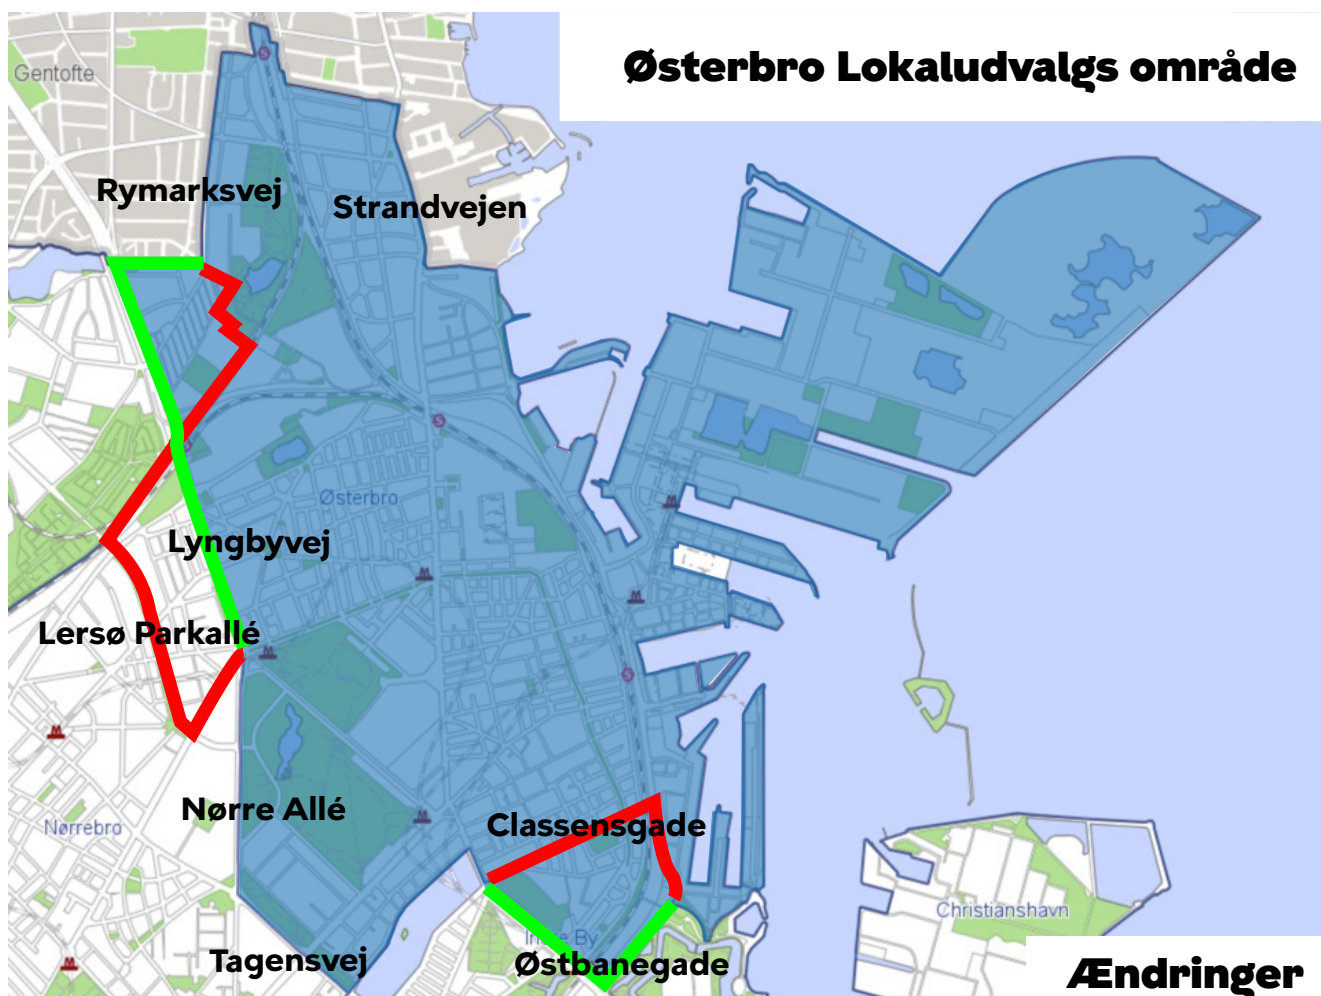 Østerbro Lokaludvalgs område
Gentofte
Rymarksvej
Strandvejen
S
S
Østerbro
M
Lyngbyvej
M
M
Lersø Parkallé
M
S
M
Nørre Allé
M
Classensgade
Nørrebro
Christianshavn
Indre By
Tagensvej
M
Østbanegade
Ændringer